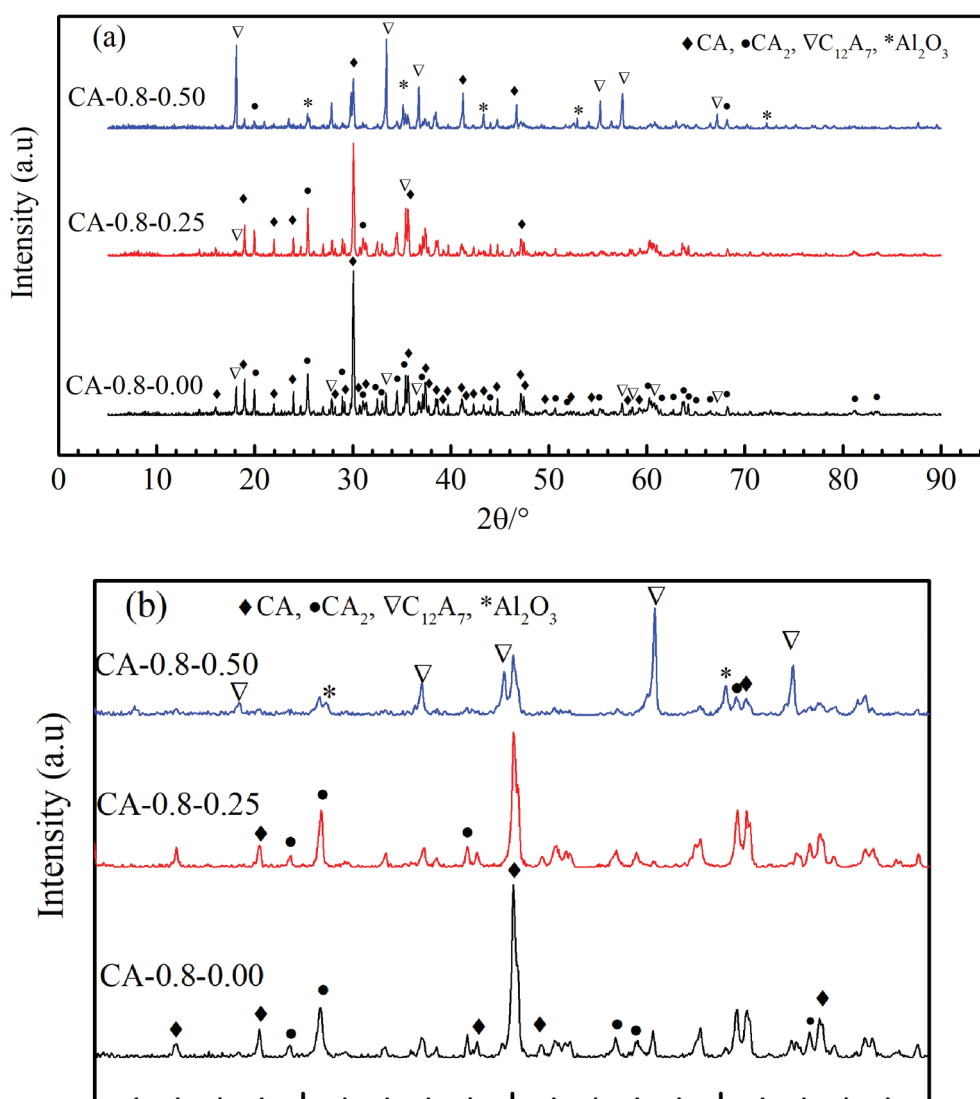 (a)
◆CA, ●CA₂, ▽C₁₂A₇, *Al₂O₃
CA-0.8-0.50
CA-0.8-0.25
CA-0.8-0.00
Intensity (a.u)
0 10 20 30 40 50 60 70 80 90
2θ/°
(b)
◆CA, ●CA₂, ▽C₁₂A₇, *Al₂O₃
CA-0.8-0.50
CA-0.8-0.25
CA-0.8-0.00
Intensity (a.u)